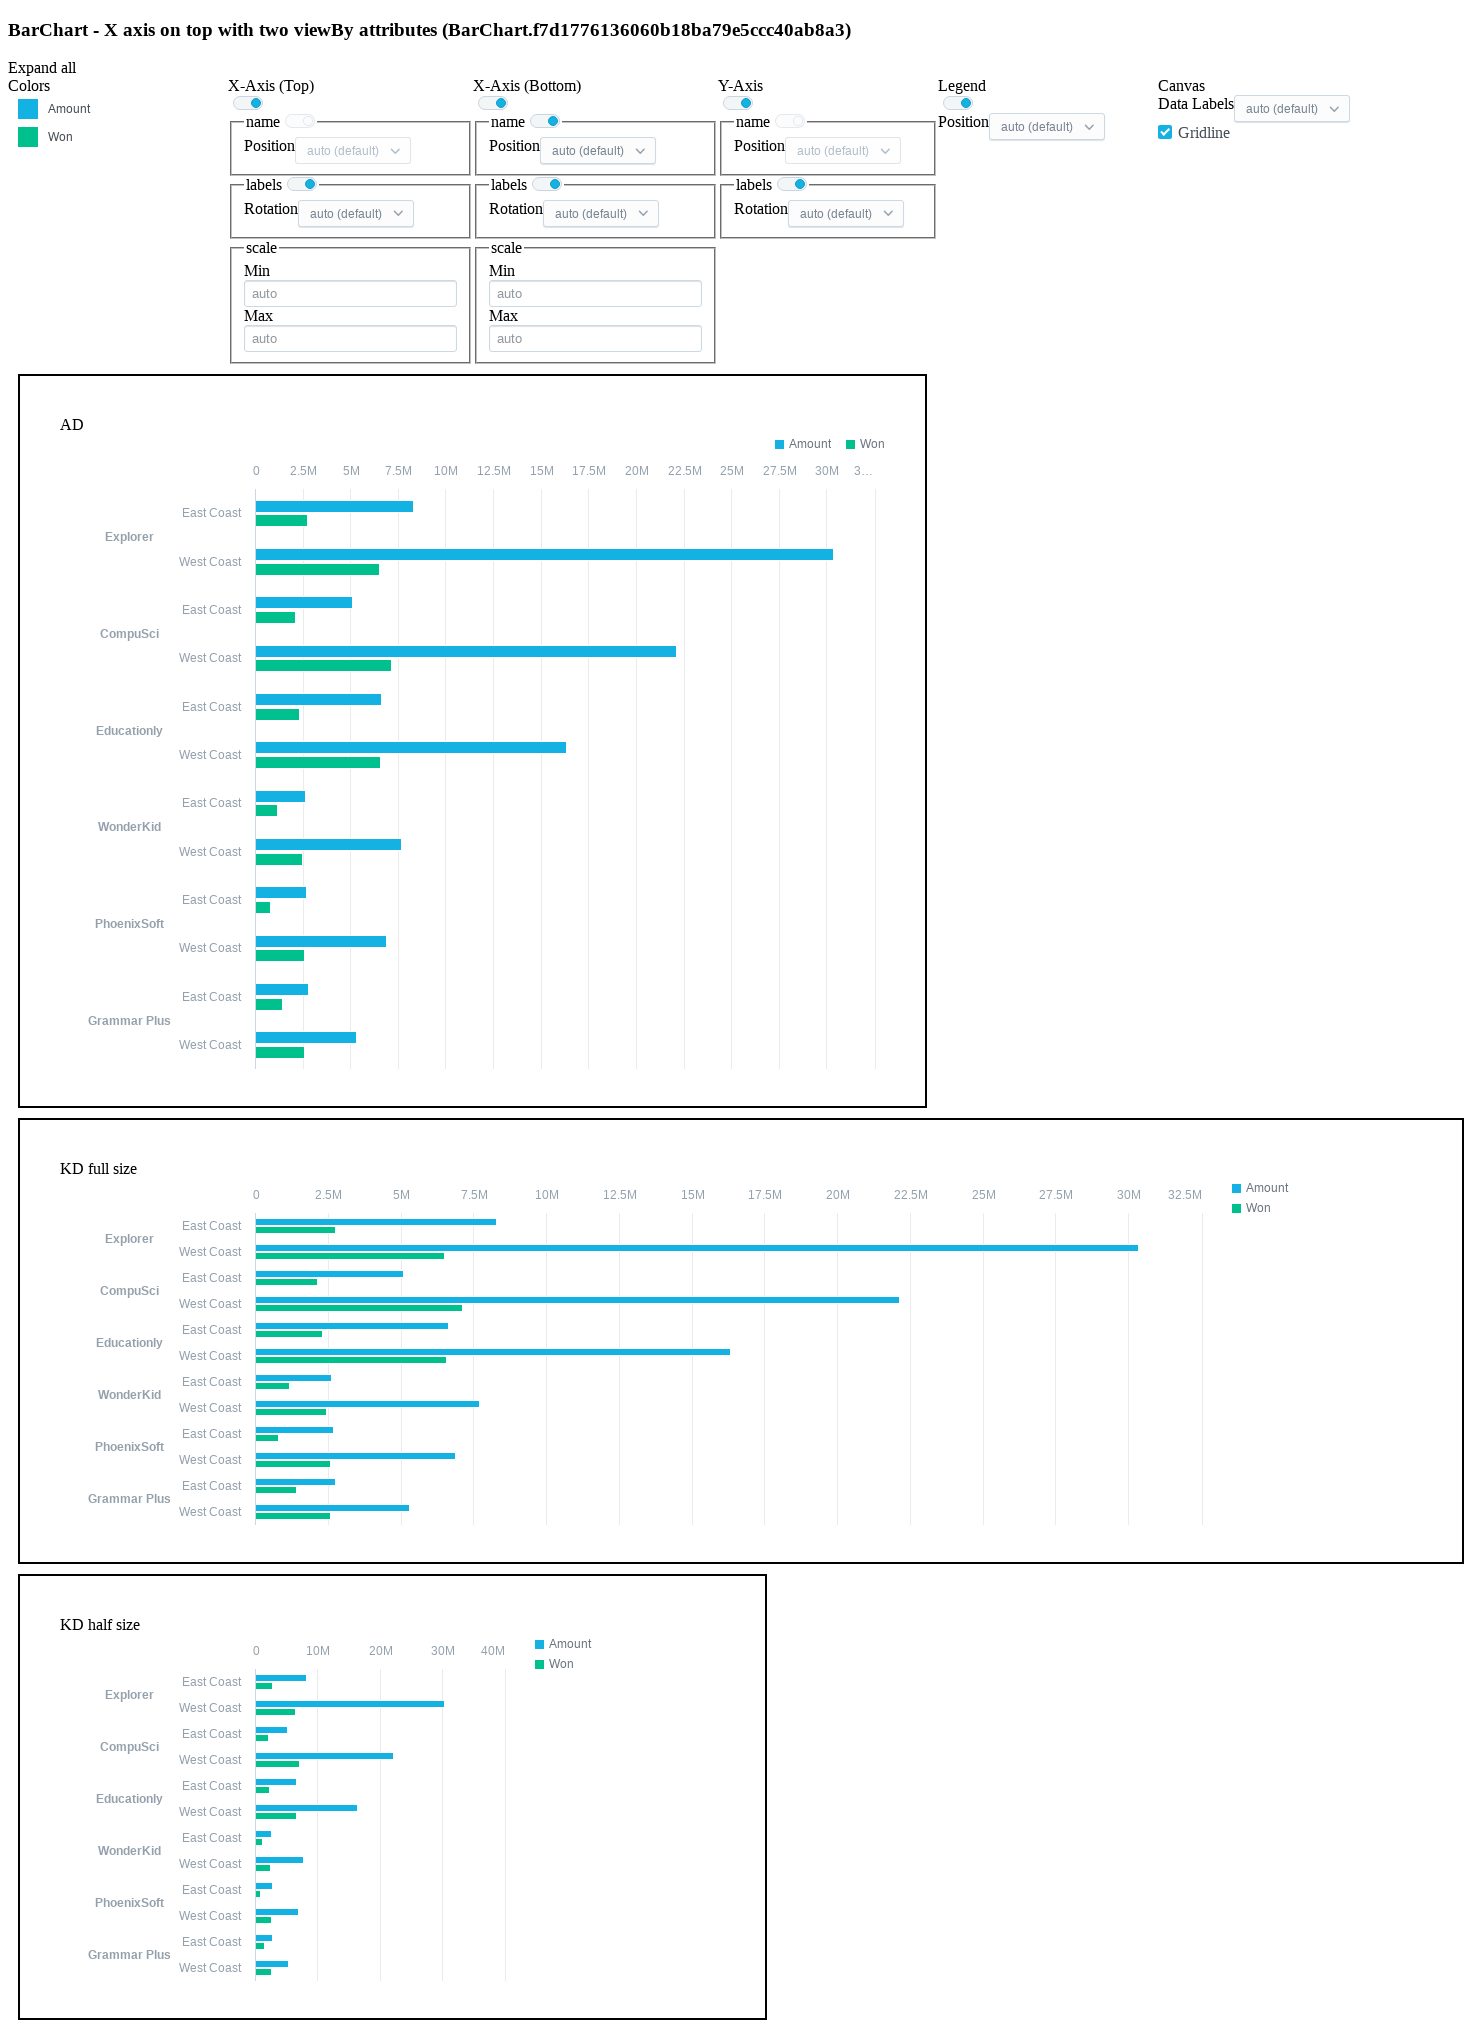 BarChart - X axis on top with two viewBy attributes (BarChart.f7d1776136060b18ba79e5ccc40ab8a3)
Expand all
Colors
Amount
Won
X-Axis (Top)
name
Position auto (default)
labels
Rotation auto (default)
scale
Min
auto
Max
auto
X-Axis (Bottom)
name
Position auto (default)
labels
Rotation auto (default)
scale
Min
auto
Max
auto
Y-Axis
name
Position auto (default)
labels
Rotation auto (default)
Legend
Position auto (default)
Canvas
Data Labels auto (default)
Gridline
AD
Amount Won
0 2.5M 5M 7.5M 10M 12.5M 15M 17.5M 20M 22.5M 25M 27.5M 30M 3...
East Coast
Explorer
West Coast
East Coast
CompuSci
West Coast
East Coast
Educationly
West Coast
East Coast
WonderKid
West Coast
East Coast
PhoenixSoft
West Coast
East Coast
Grammar Plus
West Coast
KD full size
0 2.5M 5M 7.5M 10M 12.5M 15M 17.5M 20M 22.5M 25M 27.5M 30M 32.5M
Amount
Won
East Coast
Explorer
West Coast
East Coast
CompuSci
West Coast
East Coast
Educationly
West Coast
East Coast
WonderKid
West Coast
East Coast
PhoenixSoft
West Coast
East Coast
Grammar Plus
West Coast
KD half size
0 10M 20M 30M 40M
Amount
Won
East Coast
Explorer
West Coast
East Coast
CompuSci
West Coast
East Coast
Educationly
West Coast
East Coast
WonderKid
West Coast
East Coast
PhoenixSoft
West Coast
East Coast
Grammar Plus
West Coast